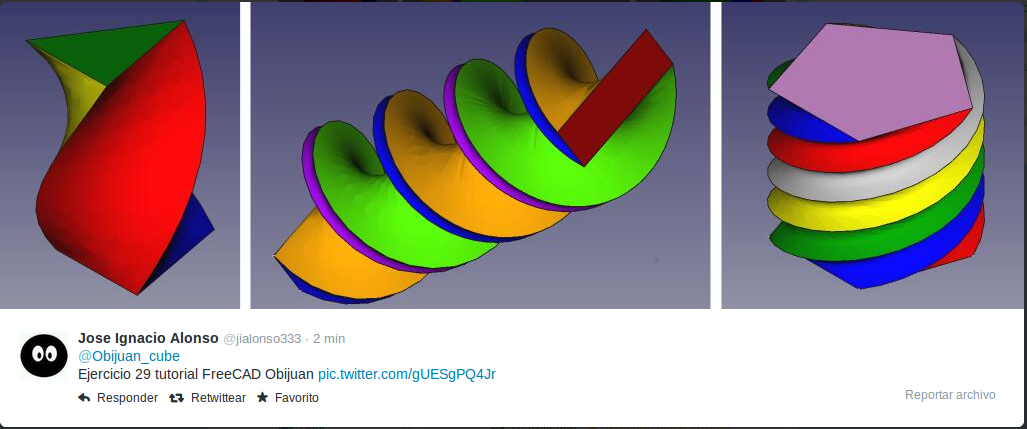 Jose Ignacio Alonso @jialonso333 · 2 min
@Obijuan_cube
Ejercicio 29 tutorial FreeCAD Obijuan pic.twitter.com/gUESgPQ4Jr
Responder Retwittear Favorito
Reportar archivo